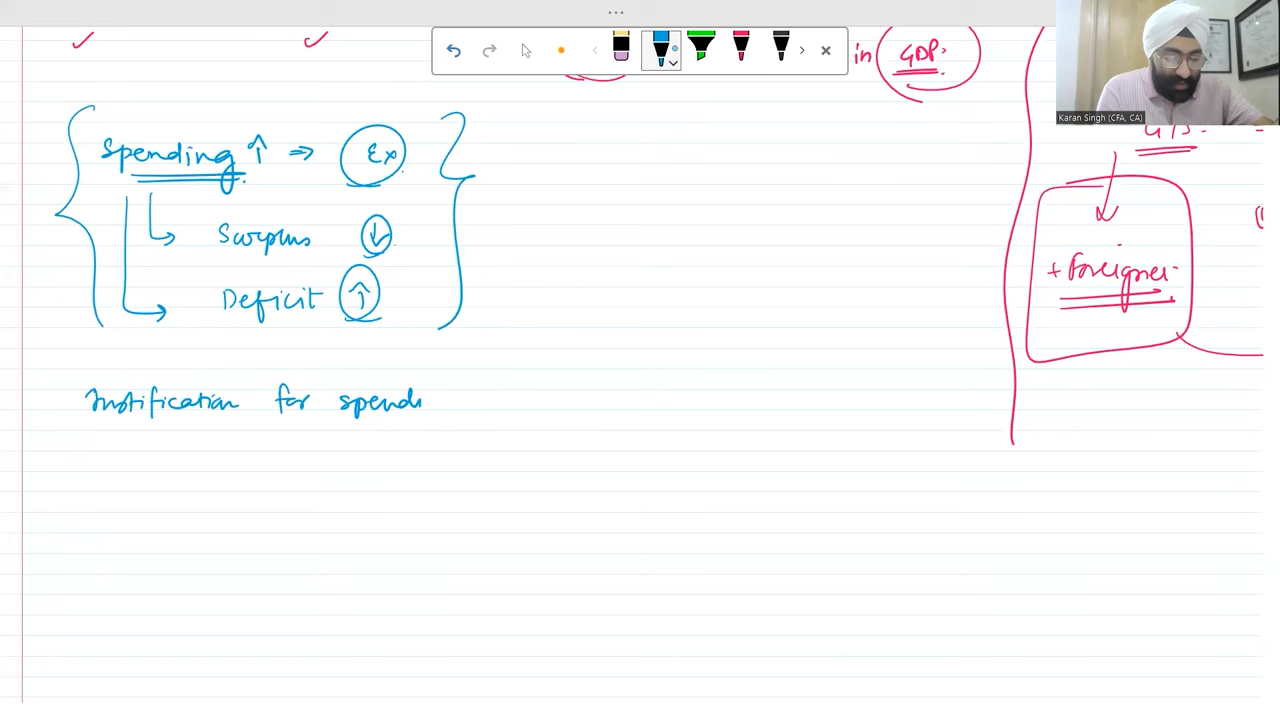 in GDP.
Karan Singh (CFA, CA)
Spending ↑ ⇒ Ex
Surplus ↓
Deficit ↑
+ Foreigner
Justification for spendi